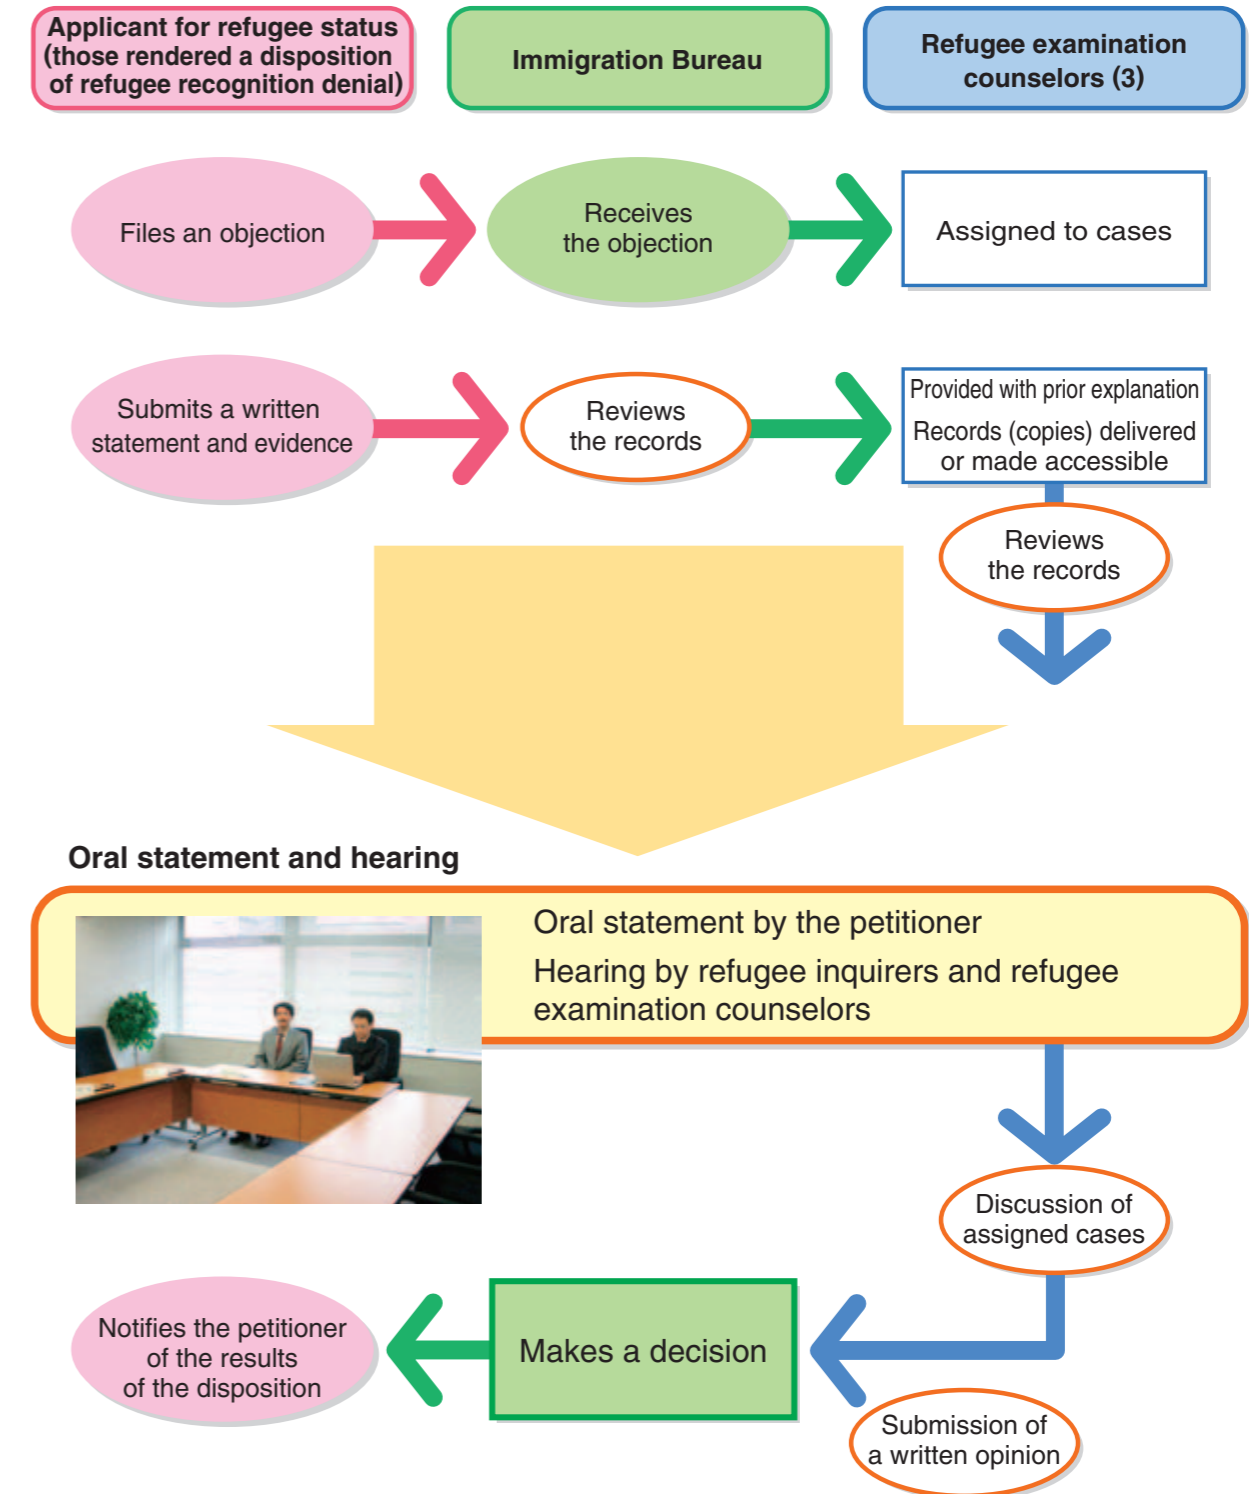 Applicant for refugee status
(those rendered a disposition
of refugee recognition denial)
Immigration Bureau
Refugee examination
counselors (3)
Files an objection
Receives
the objection
Assigned to cases
Submits a written
statement and evidence
Reviews
the records
Provided with prior explanation
Records (copies) delivered
or made accessible
Reviews
the records
Oral statement and hearing
Oral statement by the petitioner
Hearing by refugee inquirers and refugee
examination counselors
Discussion of
assigned cases
Notifies the petitioner
of the results
of the disposition
Makes a decision
Submission of
a written opinion